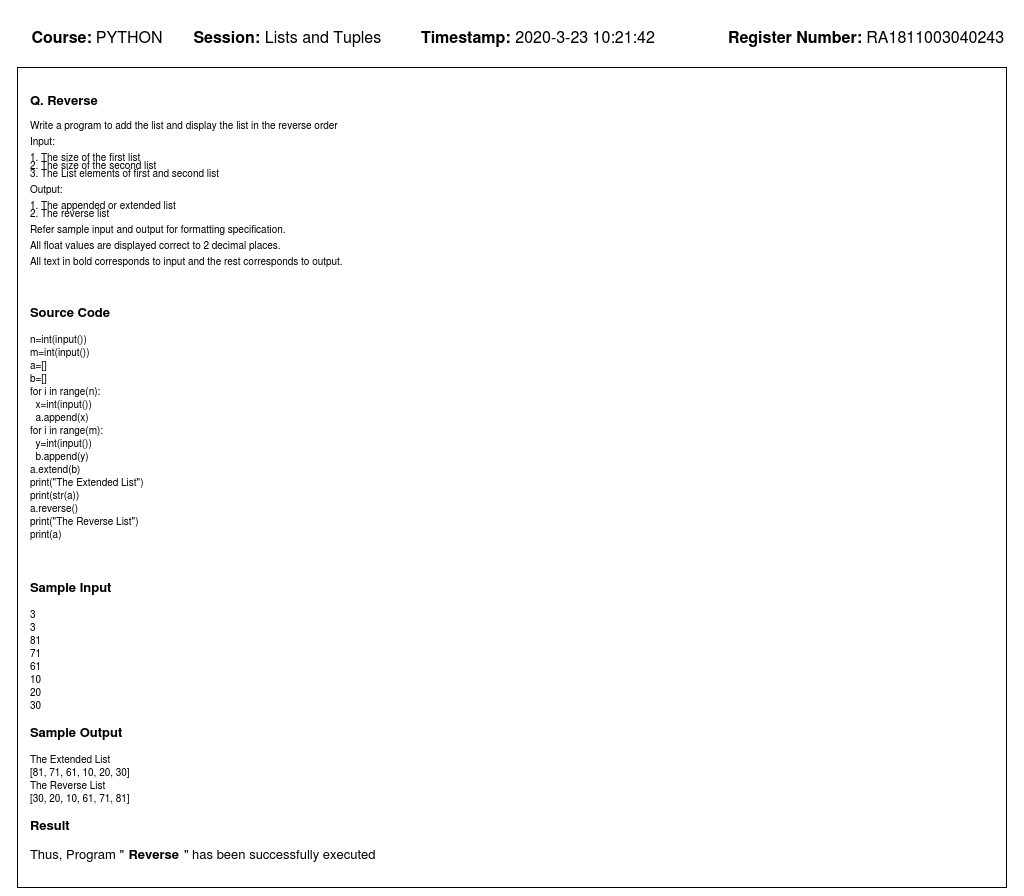 Course: PYTHON Session: Lists and Tuples Timestamp: 2020-3-23 10:21:42 Register Number: RA1811003040243
Q. Reverse
Write a program to add the list and display the list in the reverse order
Input:
1. The size of the first list
2. The size of the second list
3. The List elements of first and second list
Output:
1. The appended or extended list
2. The reverse list
Refer sample input and output for formatting specification.
All float values are displayed correct to 2 decimal places.
All text in bold corresponds to input and the rest corresponds to output.
Source Code
n=int(input())
m=int(input())
a=[]
b=[]
for i in range(n):
  x=int(input())
  a.append(x)
for i in range(m):
  y=int(input())
  b.append(y)
a.extend(b)
print("The Extended List")
print(str(a))
a.reverse()
print("The Reverse List")
print(a)
Sample Input
3
3
81
71
61
10
20
30
Sample Output
The Extended List
[81, 71, 61, 10, 20, 30]
The Reverse List
[30, 20, 10, 61, 71, 81]
Result
Thus, Program " Reverse " has been successfully executed